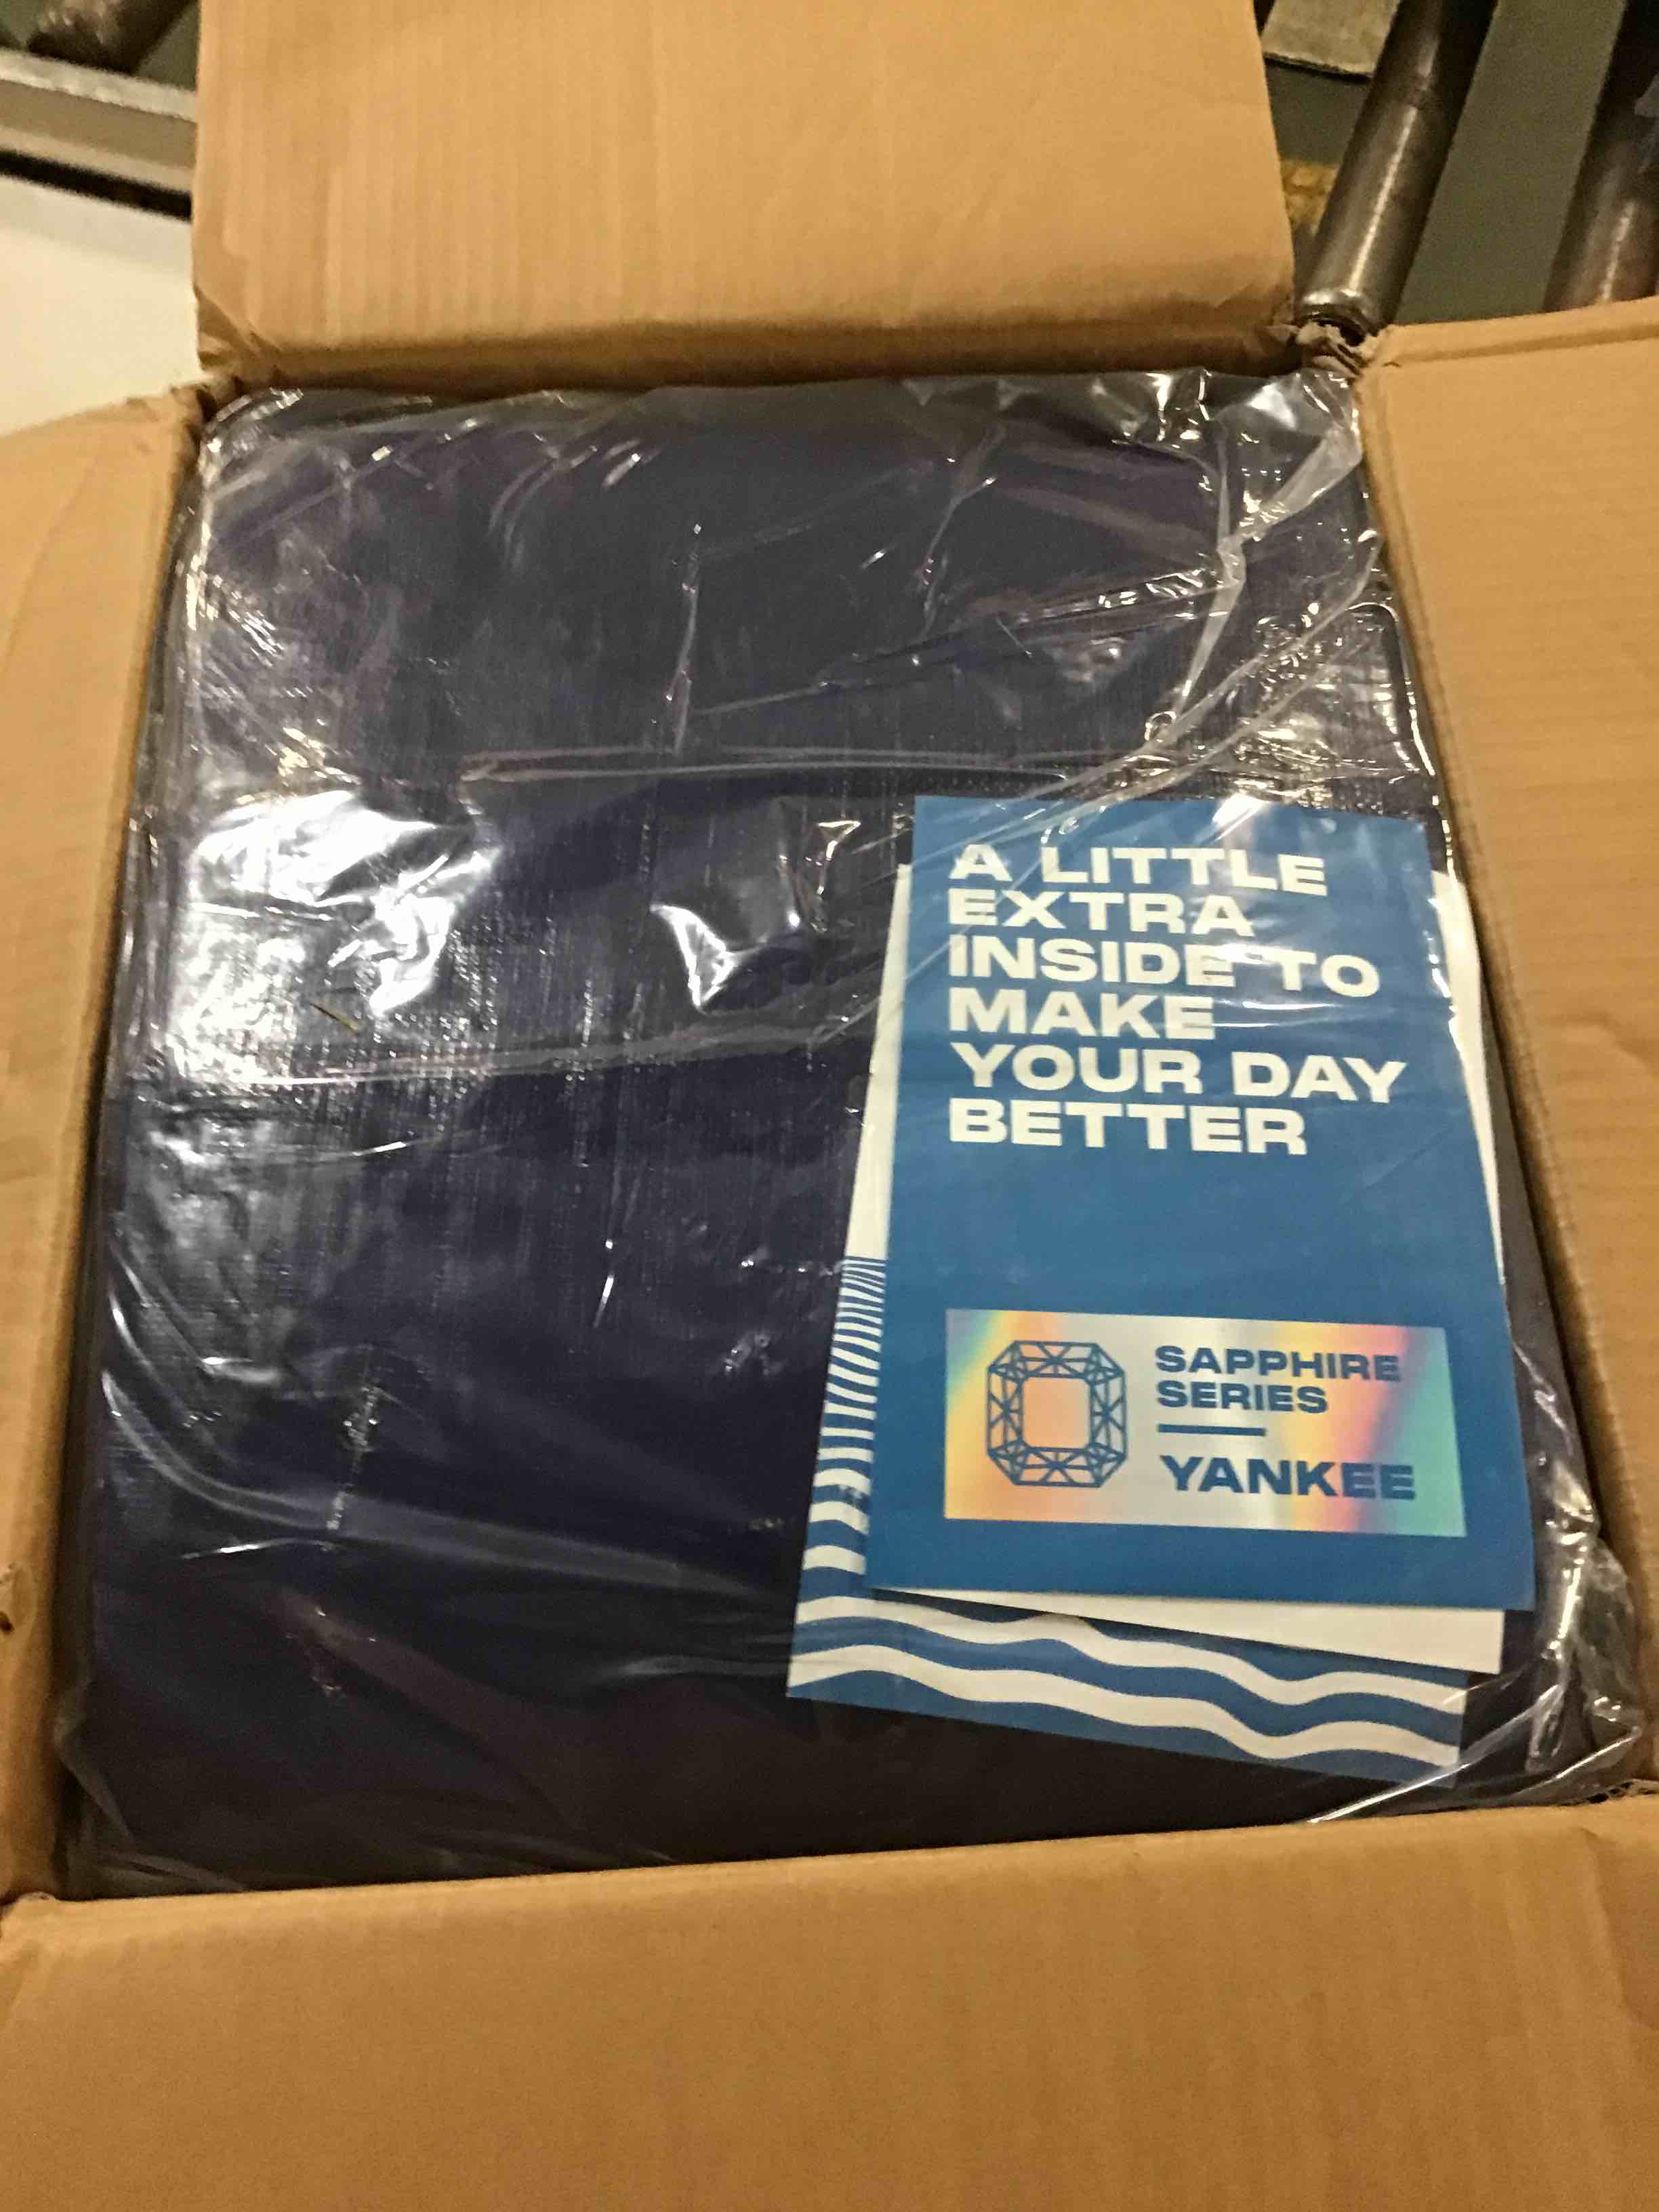 A LITTLE
EXTRA
INSIDE TO
MAKE
YOUR DAY
BETTER
SAPPHIRE
SERIES
YANKEE